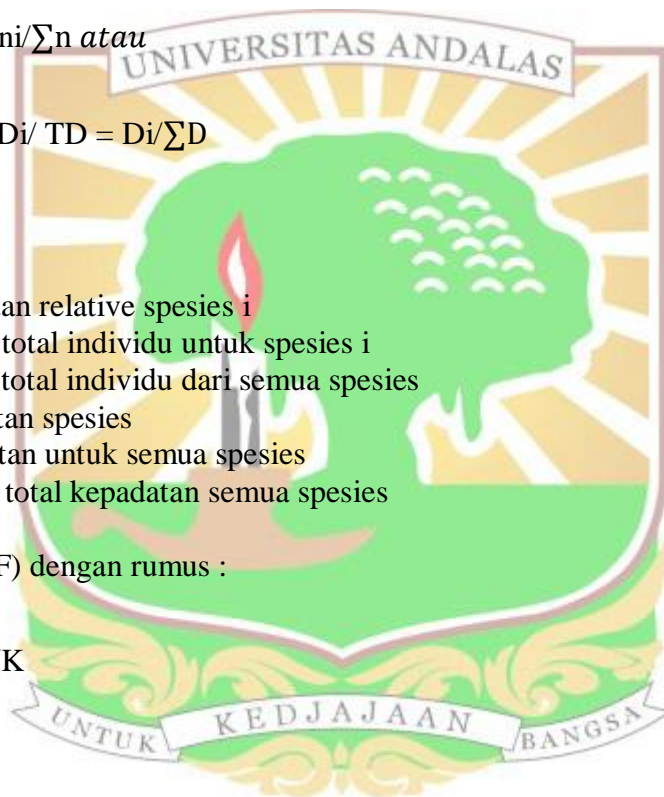 ni/∑n atau
UNIVERSITAS ANDALAS
Di/ TD = Di/∑D
tan relative spesies i
total individu untuk spesies i
total individu dari semua spesies
tan spesies
tan untuk semua spesies
total kepadatan semua spesies
F) dengan rumus :
K
UNTUK KEDJAJAAN BANGSA